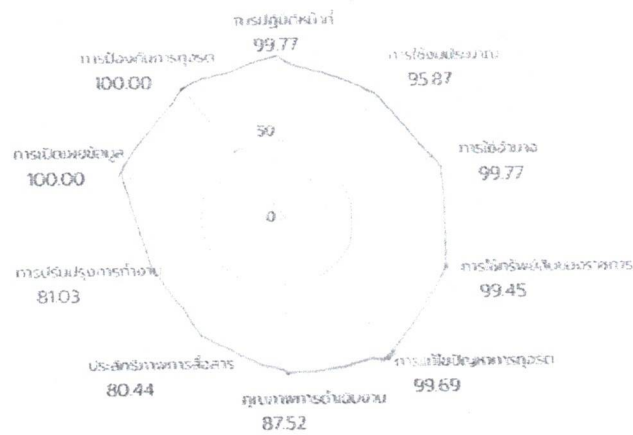 การปฏิบัติหน้าที่
99.77
การใช้งบประมาณ
95.87
การใช้อำนาจ
99.77
การใช้ทรัพย์สินของราชการ
99.45
การแก้ไขปัญหาการทุจริต
99.69
คุณภาพการดำเนินงาน
87.52
ประสิทธิภาพการสื่อสาร
80.44
การปรับปรุงการทำงาน
81.03
การเปิดเผยข้อมูล
100.00
การป้องกันการทุจริต
100.00
50
0